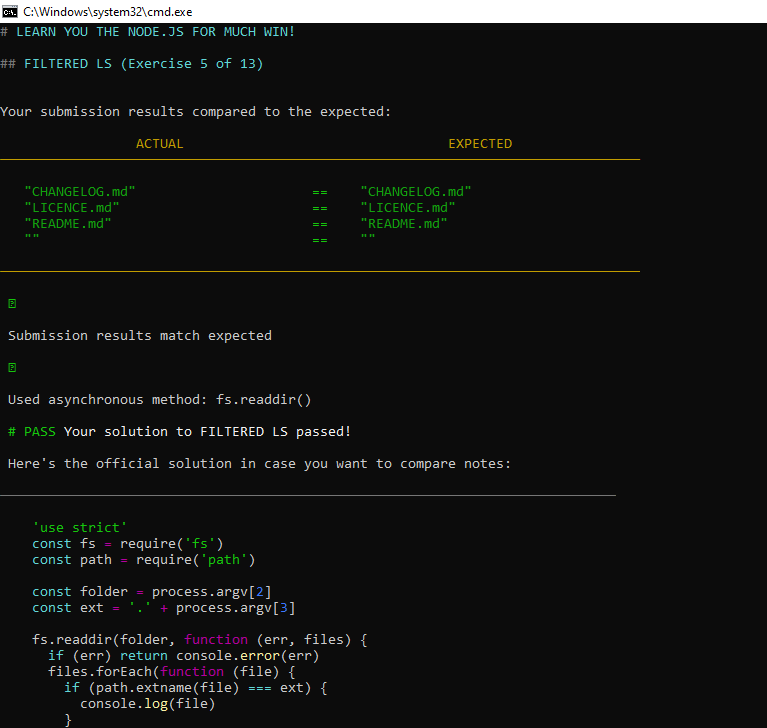 C:\Windows\system32\cmd.exe
# LEARN YOU THE NODE.JS FOR MUCH WIN!
## FILTERED LS (Exercise 5 of 13)
Your submission results compared to the expected:
ACTUAL EXPECTED
"CHANGELOG.md" == "CHANGELOG.md"
"LICENCE.md" == "LICENCE.md"
"README.md" == "README.md"
"" == ""
Submission results match expected
Used asynchronous method: fs.readdir()
# PASS Your solution to FILTERED LS passed!
Here's the official solution in case you want to compare notes:
'use strict'
const fs = require('fs')
const path = require('path')
const folder = process.argv[2]
const ext = '.' + process.argv[3]
fs.readdir(folder, function (err, files) {
if (err) return console.error(err)
files.forEach(function (file) {
if (path.extname(file) === ext) {
console.log(file)
}